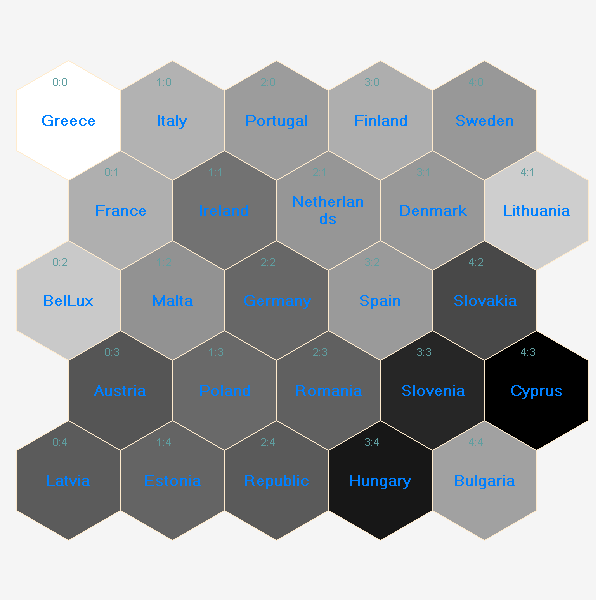 0:0 1:0 2:0 3:0 4:0
Greece Italy Portugal Finland Sweden
0:1 1:1 2:1 3:1 4:1
France Ireland Netherlan
ds Denmark Lithuania
0:2 1:2 2:2 3:2 4:2
BelLux Malta Germany Spain Slovakia
0:3 1:3 2:3 3:3 4:3
Austria Poland Romania Slovenia Cyprus
0:4 1:4 2:4 3:4 4:4
Latvia Estonia Republic Hungary Bulgaria